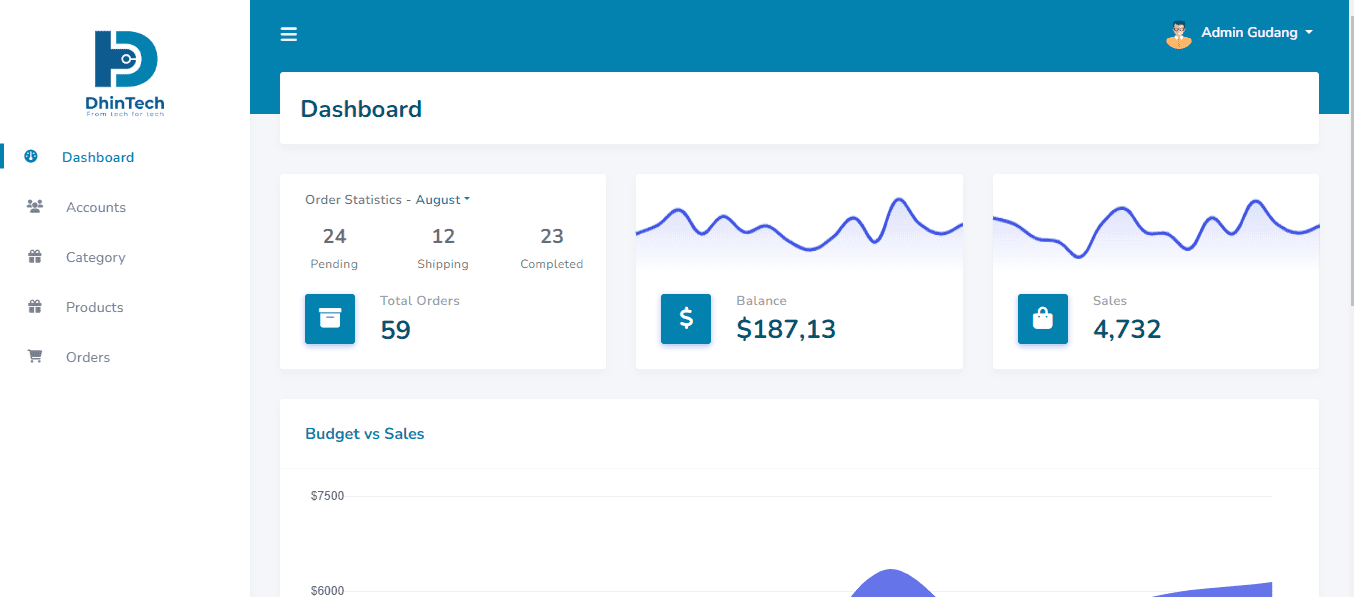 DhinTech
From tech for tech
Dashboard
Accounts
Category
Products
Orders
Admin Gudang
Dashboard
Order Statistics - August
24 12 23
Pending Shipping Completed
Total Orders
59
Balance
$187,13
Sales
4,732
Budget vs Sales
$7500
$6000